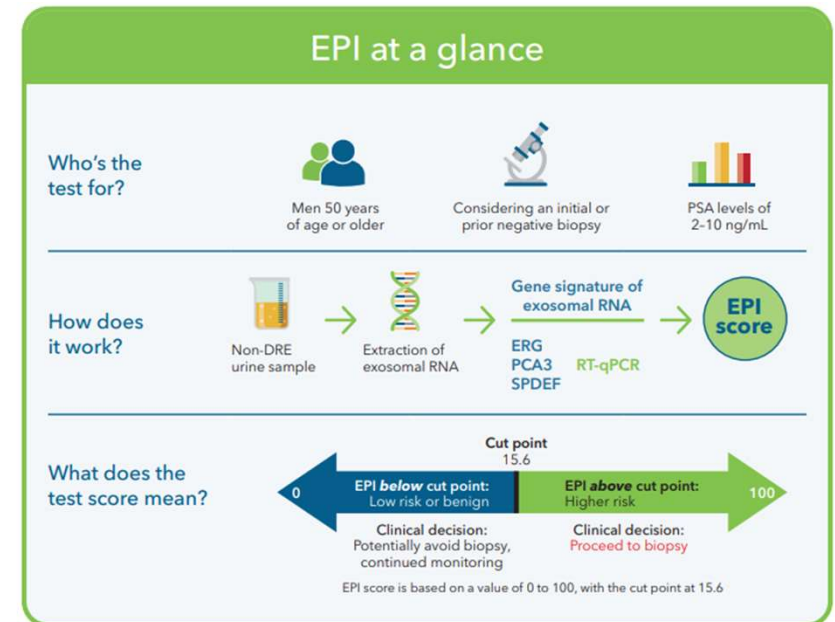 EPI at a glance
Who's the
test for?
Men 50 years
of age or older
Considering an initial or
prior negative biopsy
PSA levels of
2–10 ng/mL
How does
it work?
Non-DRE
urine sample
Extraction of
exosomal RNA
Gene signature of
exosomal RNA
ERG
PCA3
SPDEF
RT-qPCR
EPI
score
What does the
test score mean?
Cut point
15.6
0
EPI below cut point:
Low risk or benign
EPI above cut point:
Higher risk
100
Clinical decision:
Potentially avoid biopsy,
continued monitoring
Clinical decision:
Proceed to biopsy
EPI score is based on a value of 0 to 100, with the cut point at 15.6